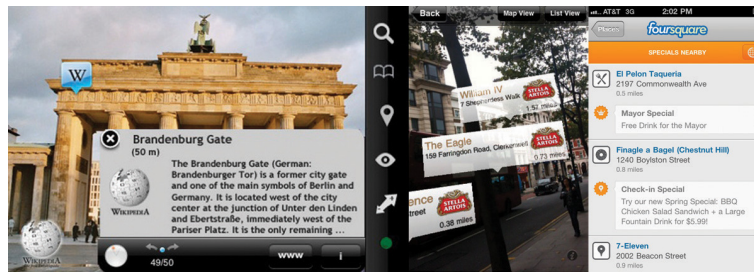 W
Brandenburg Gate
(50 m)
The Brandenburg Gate (German:
Brandenburger Tor) is a former city gate
and one of the main symbols of Berlin and
Germany. It is located west of the city
center at the junction of Unter den Linden
and Ebertstraße, immediately west of the
Pariser Platz. It is the only remaining ...
WIKIPEDIA
WIKIPEDIA
49/50
www
i
Back
Map View
List View
William IV
7 Shepherdess Walk
STELLA
ARTOIS
1.57 miles
The Eagle
159 Farringdon Road, Clerkenwell
STELLA
ARTOIS
0.73 miles
ence
treet
STELLA
ARTOIS
0.38 miles
AT&T 3G
2:02 PM
Places
foursquare
SPECIALS NEARBY
El Pelon Taqueria
2197 Commonwealth Ave
0.5 miles
Mayor Special
Free Drink for the Mayor
Finagle a Bagel (Chestnut Hill)
1240 Boylston Street
0.8 miles
Check-in Special
Try our new Spring Special: BBQ
Chicken Salad Sandwich + a Large
Fountain Drink for $5.99!
7-Eleven
2002 Beacon Street
0.9 miles